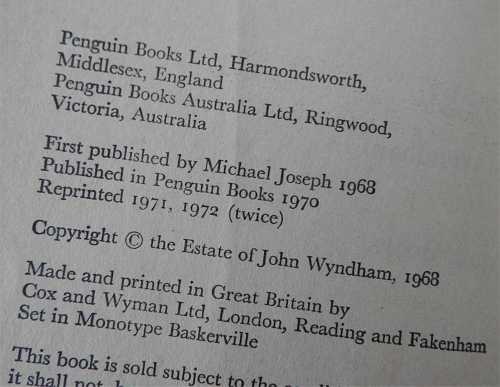 Penguin Books Ltd, Harmondsworth,
Middlesex, England
Penguin Books Australia Ltd, Ringwood,
Victoria, Australia
First published by Michael Joseph 1968
Published in Penguin Books 1970
Reprinted 1971, 1972 (twice)
Copyright © the Estate of John Wyndham, 1968
Made and printed in Great Britain by
Cox and Wyman Ltd, London, Reading and Fakenham
Set in Monotype Baskerville
This book is sold subject to the
it shall not